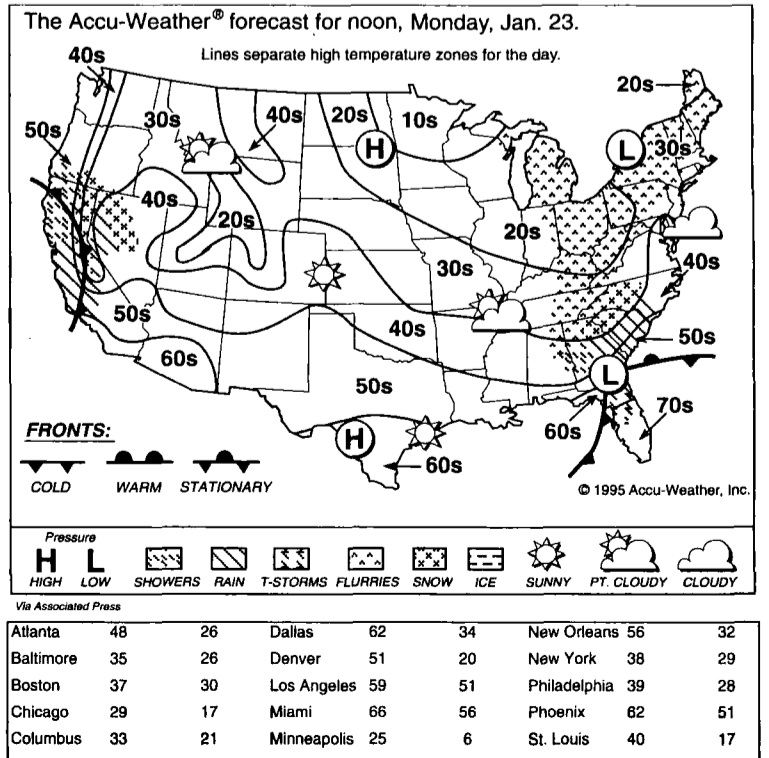 The Accu-Weather® forecast for noon, Monday, Jan. 23.
Lines separate high temperature zones for the day.
40s
20s
30s
40s
20s
10s
50s
H
L
30s
40s
20s
20s
40s
30s
50s
40s
50s
60s
50s
L
70s
60s
H
60s
FRONTS:
COLD WARM STATIONARY
© 1995 Accu-Weather, Inc.
Pressure
H L
HIGH LOW SHOWERS RAIN T-STORMS FLURRIES SNOW ICE SUNNY PT. CLOUDY CLOUDY
Via Associated Press
Atlanta 48 26 Dallas 62 34 New Orleans 56 32
Baltimore 35 26 Denver 51 20 New York 38 29
Boston 37 30 Los Angeles 59 51 Philadelphia 39 28
Chicago 29 17 Miami 66 56 Phoenix 62 51
Columbus 33 21 Minneapolis 25 6 St. Louis 40 17